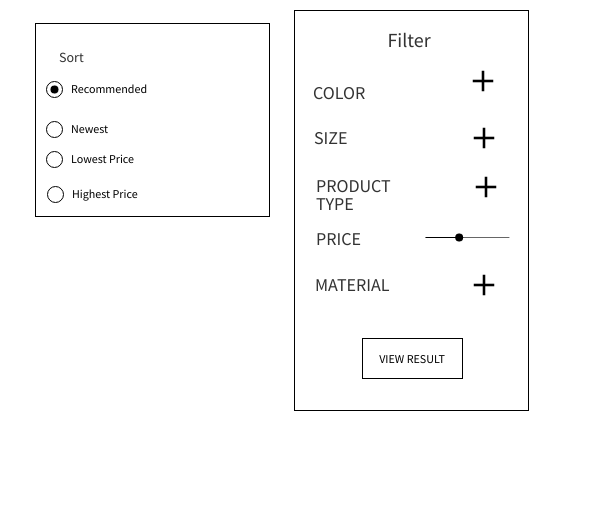 Sort
Recommended
Newest
Lowest Price
Highest Price
Filter
COLOR
SIZE
PRODUCT
TYPE
PRICE
MATERIAL
VIEW RESULT